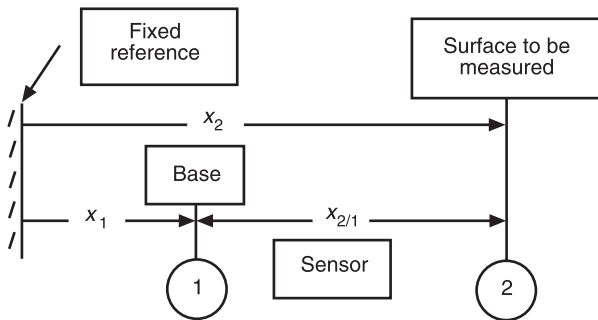 Fixed
reference
Surface to be
measured
x2
Base
x1
x2/1
Sensor
1
2